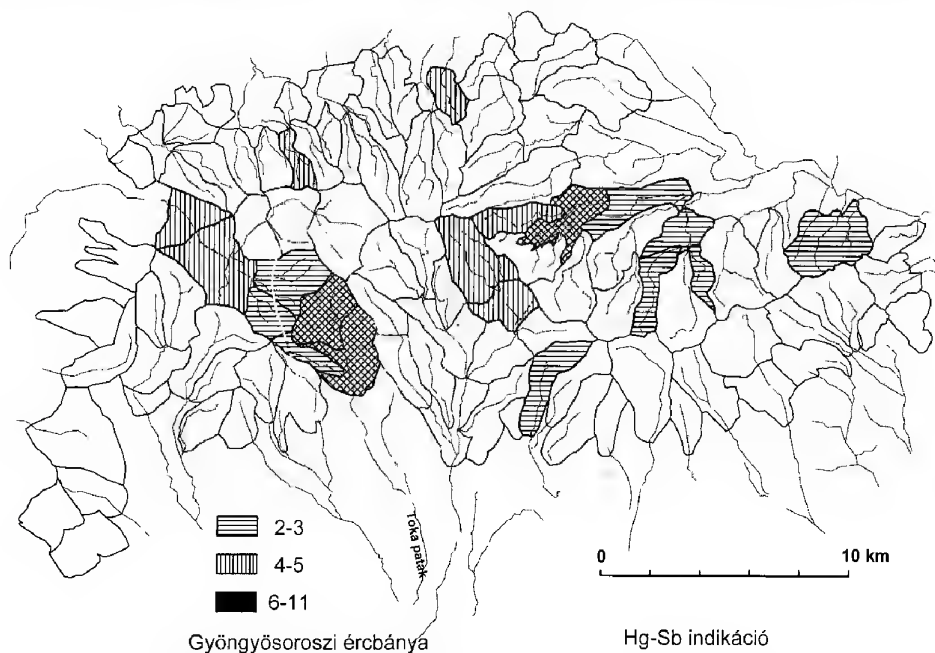 Toka patak
2-3
4-5
6-11
0 10 km
Gyöngyösoroszi ércbánya
Hg-Sb indikáció